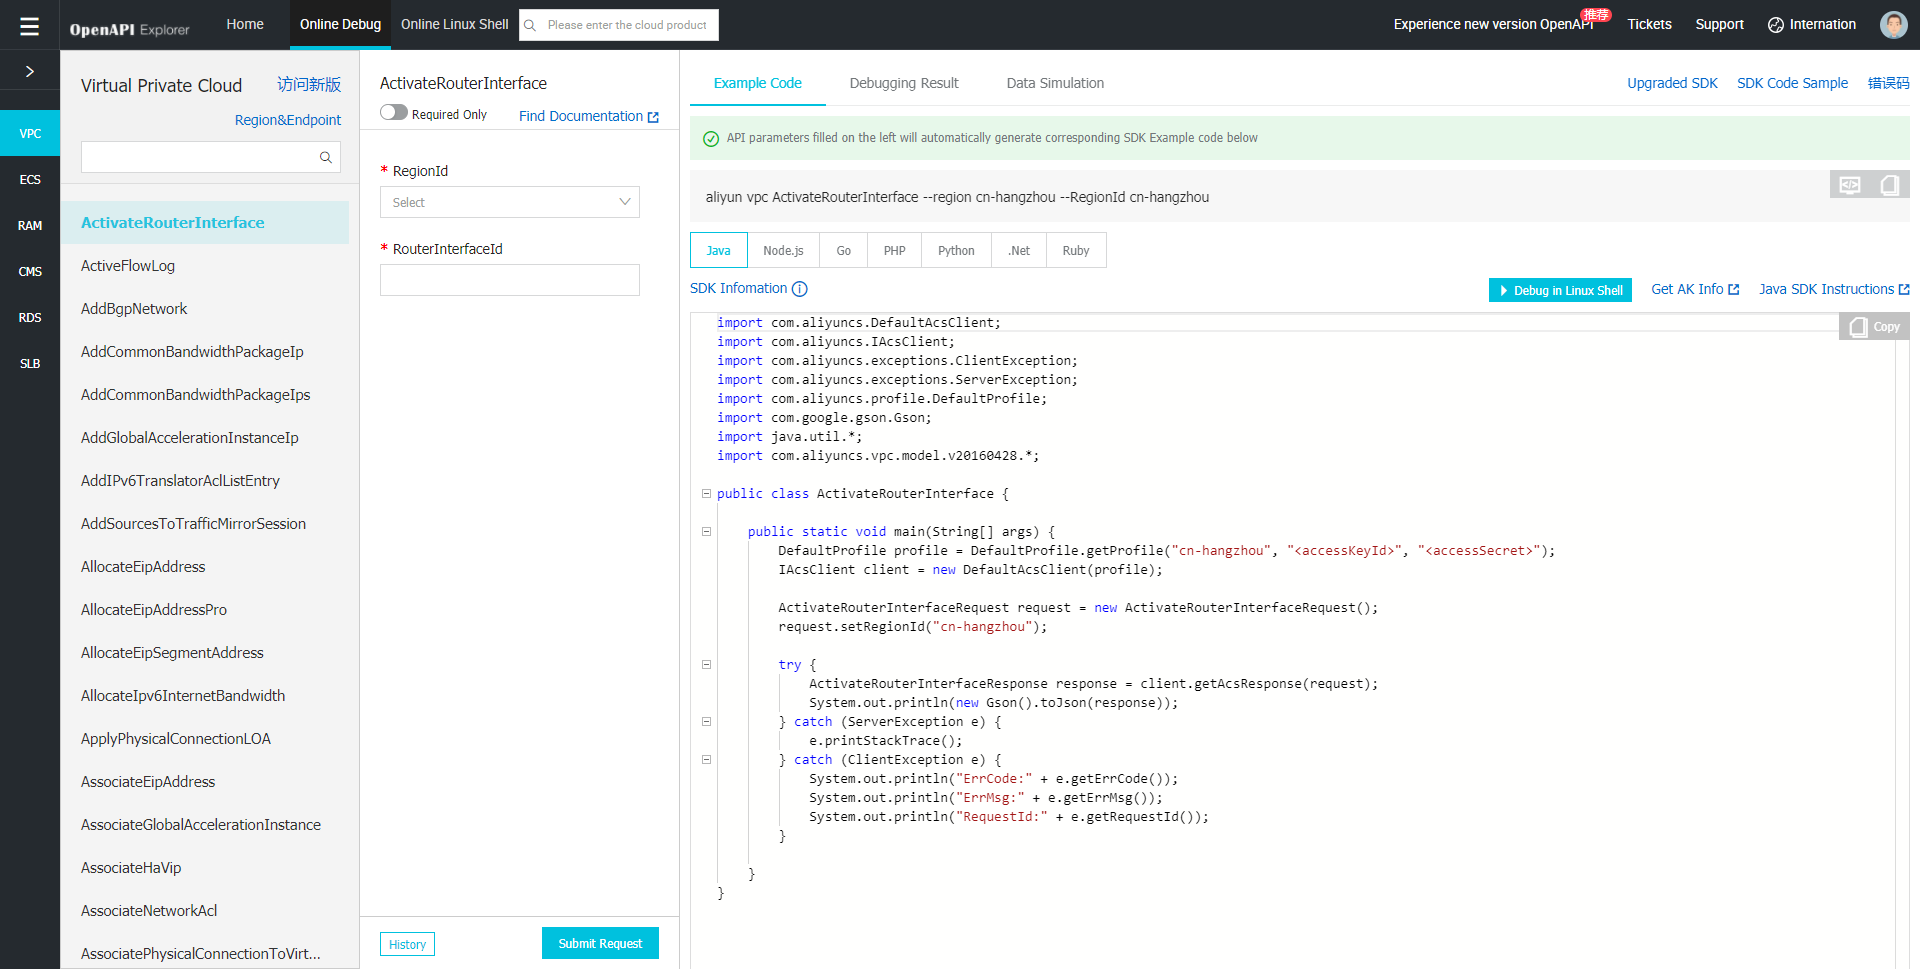 OpenAPI Explorer
Home
Online Debug
Online Linux Shell
Please enter the cloud product
Experience new version OpenAPI
推荐
Tickets
Support
Internation
VPC
ECS
RAM
CMS
RDS
SLB
Virtual Private Cloud
访问新版
Region&Endpoint
ActivateRouterInterface
ActiveFlowLog
AddBgpNetwork
AddCommonBandwidthPackageIp
AddCommonBandwidthPackageIps
AddGlobalAccelerationInstanceIp
AddIPv6TranslatorAclListEntry
AddSourcesToTrafficMirrorSession
AllocateEipAddress
AllocateEipAddressPro
AllocateEipSegmentAddress
AllocateIpv6InternetBandwidth
ApplyPhysicalConnectionLOA
AssociateEipAddress
AssociateGlobalAccelerationInstance
AssociateHaVip
AssociateNetworkAcl
AssociatePhysicalConnectionToVirt...
ActivateRouterInterface
Required Only
Find Documentation
* RegionId
Select
* RouterInterfaceId
History
Submit Request
Example Code
Debugging Result
Data Simulation
Upgraded SDK
SDK Code Sample
错误码
API parameters filled on the left will automatically generate corresponding SDK Example code below
aliyun vpc ActivateRouterInterface --region cn-hangzhou --RegionId cn-hangzhou
Java
Node.js
Go
PHP
Python
.Net
Ruby
SDK Infomation
Debug in Linux Shell
Get AK Info
Java SDK Instructions
Copy
import com.aliyuncs.DefaultAcsClient;
import com.aliyuncs.IAcsClient;
import com.aliyuncs.exceptions.ClientException;
import com.aliyuncs.exceptions.ServerException;
import com.aliyuncs.profile.DefaultProfile;
import com.google.gson.Gson;
import java.util.*;
import com.aliyuncs.vpc.model.v20160428.*;
public class ActivateRouterInterface {
public static void main(String[] args) {
DefaultProfile profile = DefaultProfile.getProfile("cn-hangzhou", "<accessKeyId>", "<accessSecret>");
IAcsClient client = new DefaultAcsClient(profile);
ActivateRouterInterfaceRequest request = new ActivateRouterInterfaceRequest();
request.setRegionId("cn-hangzhou");
try {
ActivateRouterInterfaceResponse response = client.getAcsResponse(request);
System.out.println(new Gson().toJson(response));
} catch (ServerException e) {
e.printStackTrace();
} catch (ClientException e) {
System.out.println("ErrCode:" + e.getErrCode());
System.out.println("ErrMsg:" + e.getErrMsg());
System.out.println("RequestId:" + e.getRequestId());
}
}
}